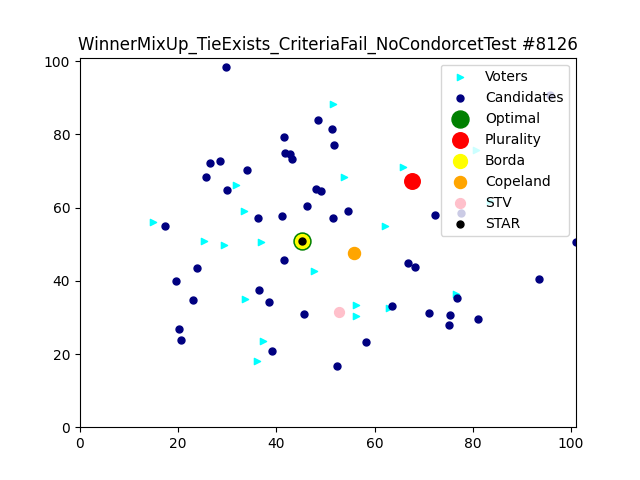 WinnerMixUp_TieExists_CriteriaFail_NoCondorcetTest #8126
100
80
60
40
20
0
0 20 40 60 80 100
Voters
Candidates
Optimal
Plurality
Borda
Copeland
STV
STAR